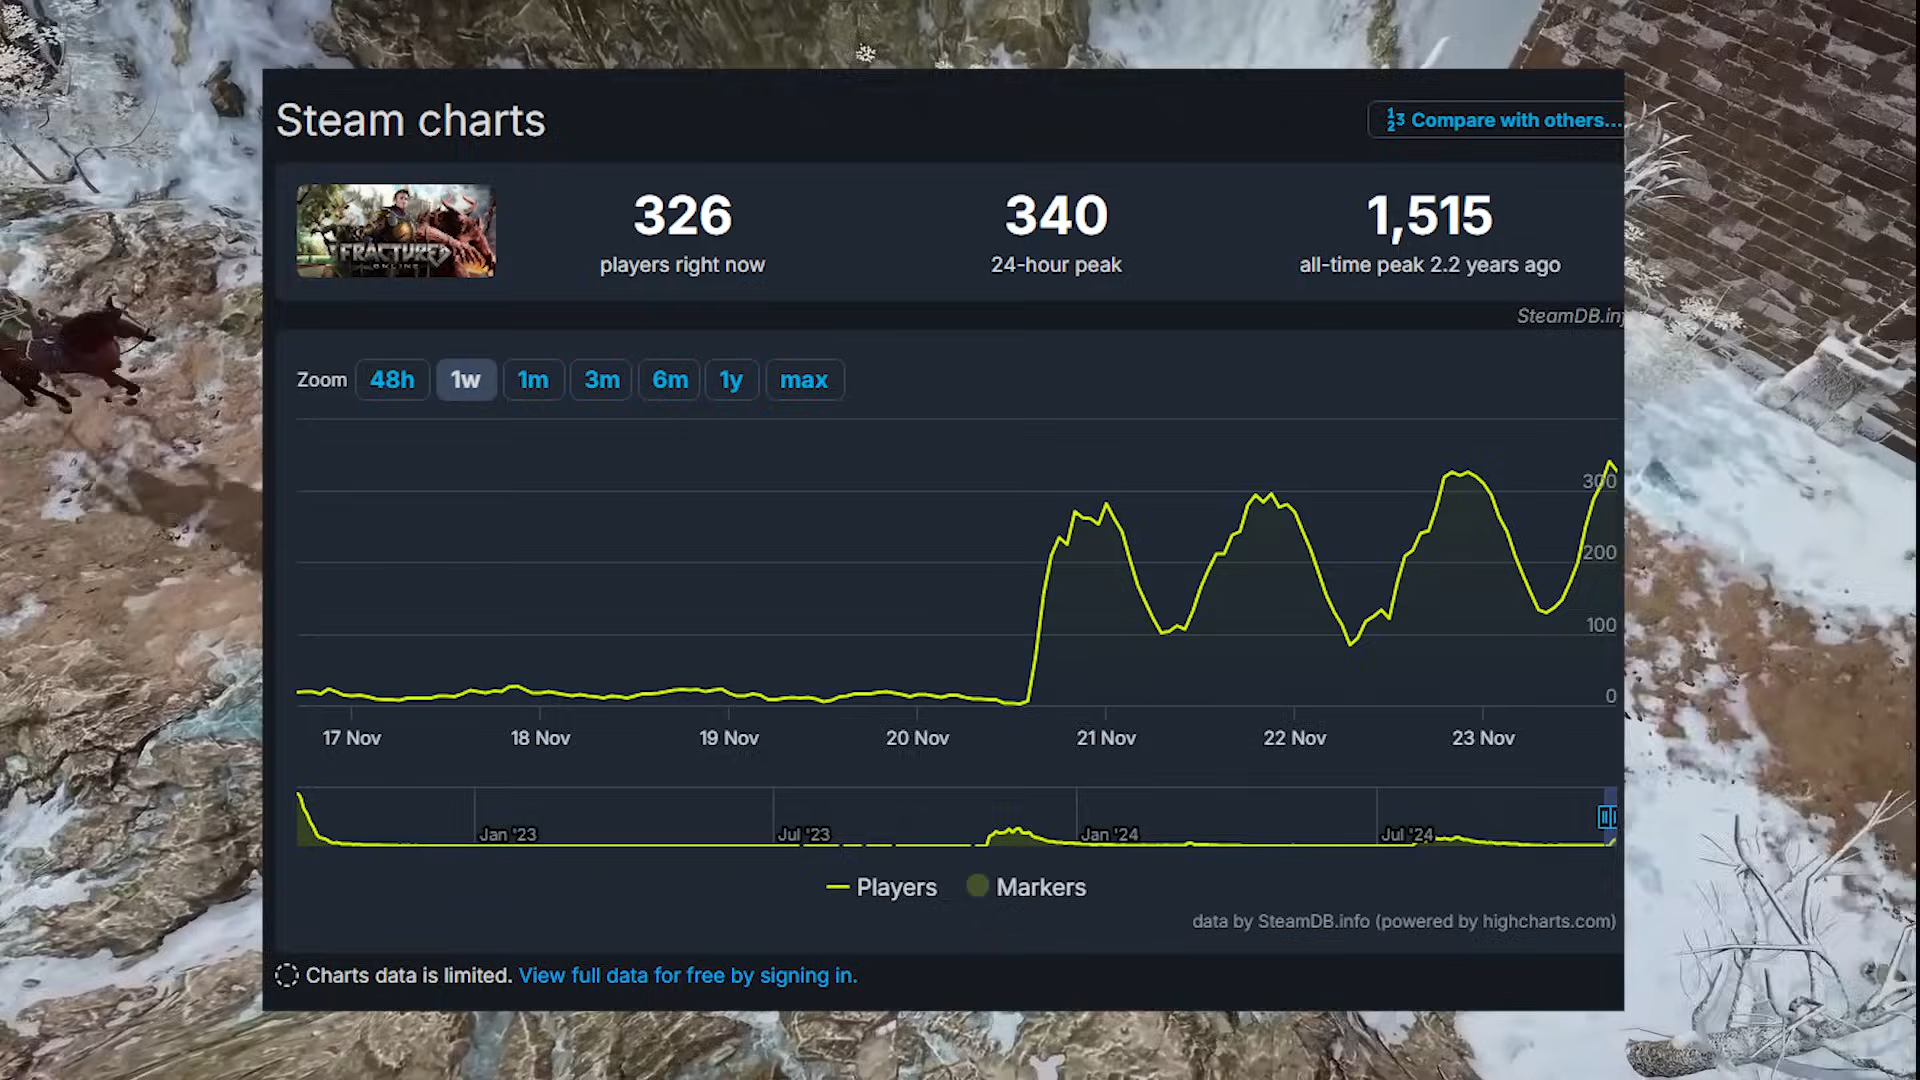 Steam charts
123 Compare with others...
FRACTURED
ONLINE
326
players right now
340
24-hour peak
1,515
all-time peak 2.2 years ago
SteamDB.in
Zoom 48h 1w 1m 3m 6m 1y max
300
200
100
0
17 Nov 18 Nov 19 Nov 20 Nov 21 Nov 22 Nov 23 Nov
Jan '23 Jul '23 Jan '24 Jul '24
Players Markers
data by SteamDB.info (powered by highcharts.com)
Charts data is limited. View full data for free by signing in.